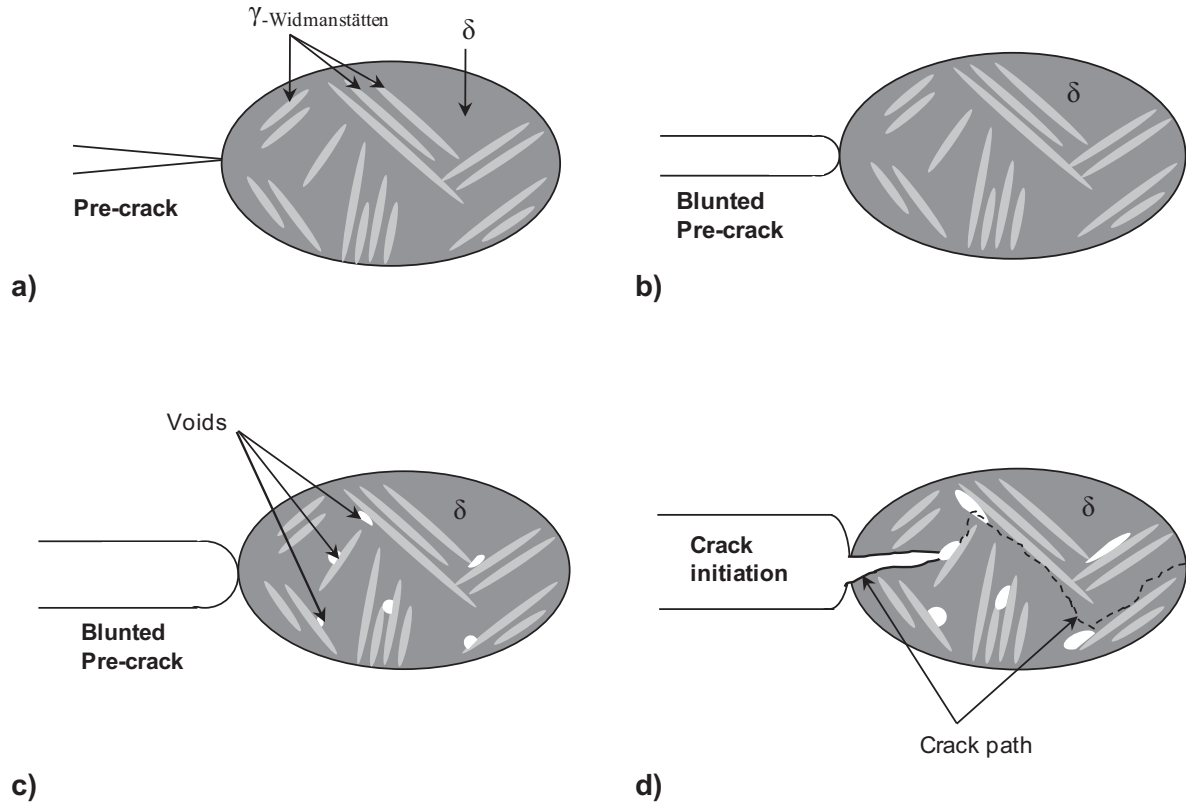 γ-Widmanstätten
δ
Pre-crack
a)
δ
Blunted
Pre-crack
b)
Voids
δ
Blunted
Pre-crack
c)
δ
Crack
initiation
Crack path
d)